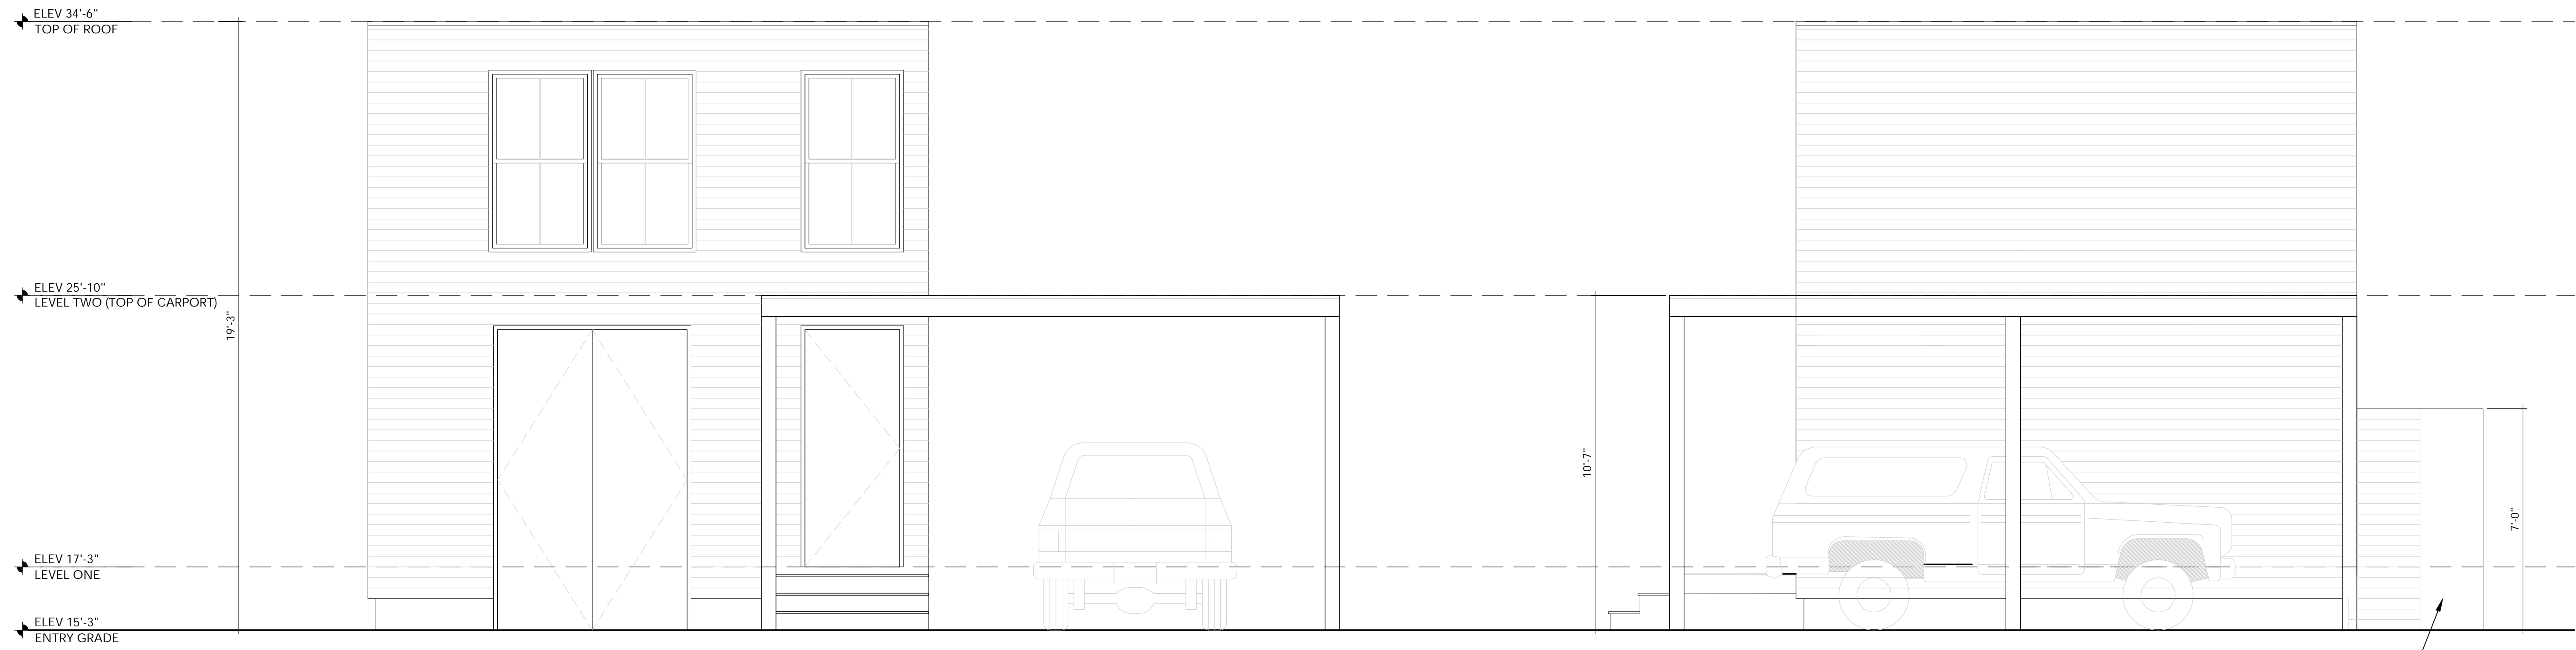 ELEV 34'-6"
TOP OF ROOF
ELEV 25'-10"
LEVEL TWO (TOP OF CARPORT)
19'-3"
10'-7"
7'-0"
ELEV 17'-3"
LEVEL ONE
ELEV 15'-3"
ENTRY GRADE